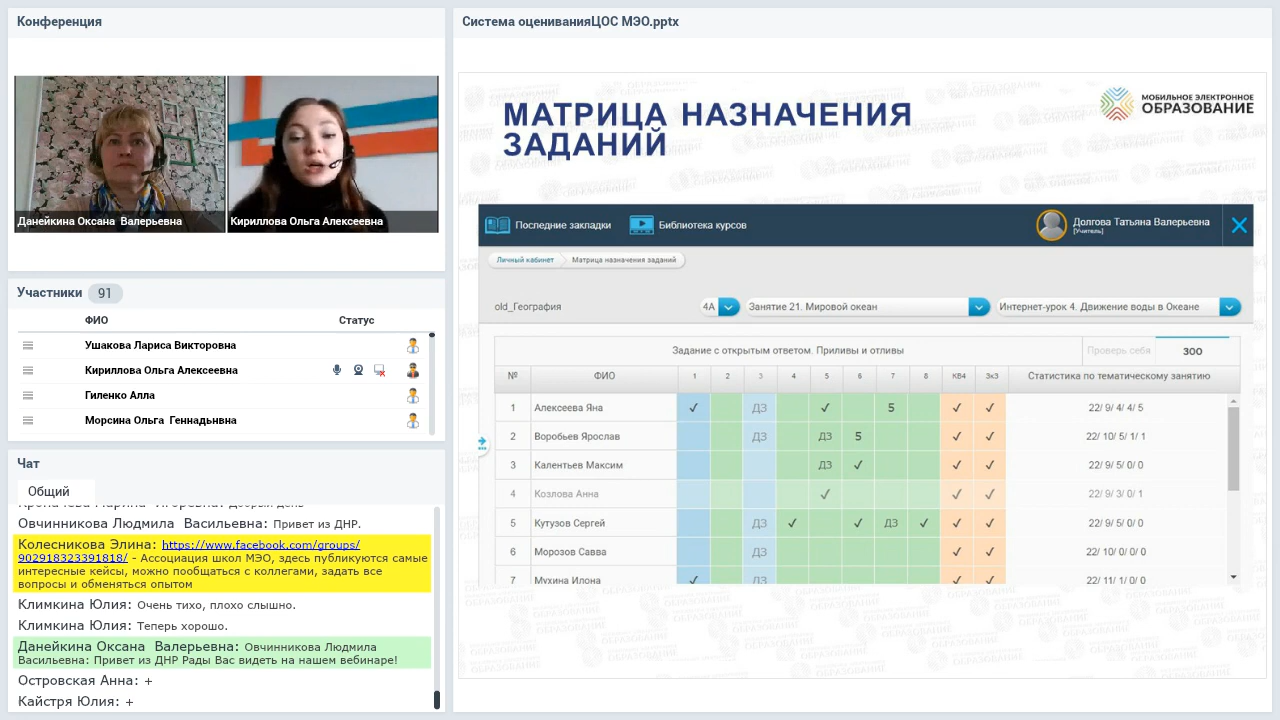 Конференция
Данейкина Оксана  Валерьевна
Кириллова Ольга Алексеевна
Участники 91
ФИО Статус
Ушакова Лариса Викторовна
Кириллова Ольга Алексеевна
Гиленко Алла
Морсина Ольга  Геннадьнвна
Чат
Общий
Овчинникова Людмила  Васильевна: Привет из ДНР.
Колесникова Элина: https://www.facebook.com/groups/
902918323391818/ - Ассоциация школ МЭО, здесь публикуются самые
интересные кейсы, можно пообщаться с коллегами, задать все
вопросы и обменяться опытом
Климкина Юлия: Очень тихо, плохо слышно.
Климкина Юлия: Теперь хорошо.
Данейкина Оксана  Валерьевна: Овчинникова Людмила
Васильевна: Привет из ДНР Рады Вас видеть на нашем вебинаре!
Островская Анна: +
Кайстря Юлия: +
Система оцениванияЦОС МЭО.pptx
МАТРИЦА НАЗНАЧЕНИЯ
ЗАДАНИЙ
МОБИЛЬНОЕ ЭЛЕКТРОННОЕ
ОБРАЗОВАНИЕ
Последние закладки Библиотека курсов Долгова Татьяна Валерьевна
[Учитель]
Личный кабинет Матрица назначения заданий
old_География 4А Занятие 21. Мировой океан Интернет-урок 4. Движение воды в Океане
Задание с открытым ответом. Приливы и отливы Проверь себя ЗОО
№ ФИО 1 2 3 4 5 6 7 8 КВ4 ЗкЗ Статистика по тематическому занятию
1 Алексеева Яна ✓ ДЗ ✓ 5 ✓ ✓ 22/ 9/ 4/ 4/ 5
2 Воробьев Ярослав ДЗ ДЗ 5 ✓ ✓ 22/ 10/ 5/ 1/ 1
3 Калентьев Максим ДЗ ✓ ✓ ✓ 22/ 9/ 5/ 0/ 0
4 Козлова Анна ✓ ✓ ✓ 22/ 9/ 3/ 0/ 1
5 Кутузов Сергей ДЗ ✓ ✓ ДЗ ✓ ✓ ✓ 22/ 9/ 5/ 0/ 0
6 Морозов Савва ДЗ ✓ ✓ 22/ 10/ 0/ 0/ 0
7 Мухина Илона ✓ ДЗ ✓ ✓ 22/ 11/ 1/ 0/ 0